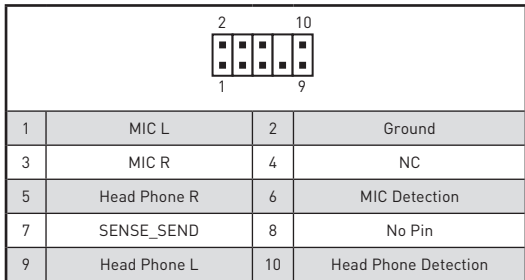 2 10
1 9
1 MIC L 2 Ground
3 MIC R 4 NC
5 Head Phone R 6 MIC Detection
7 SENSE_SEND 8 No Pin
9 Head Phone L 10 Head Phone Detection